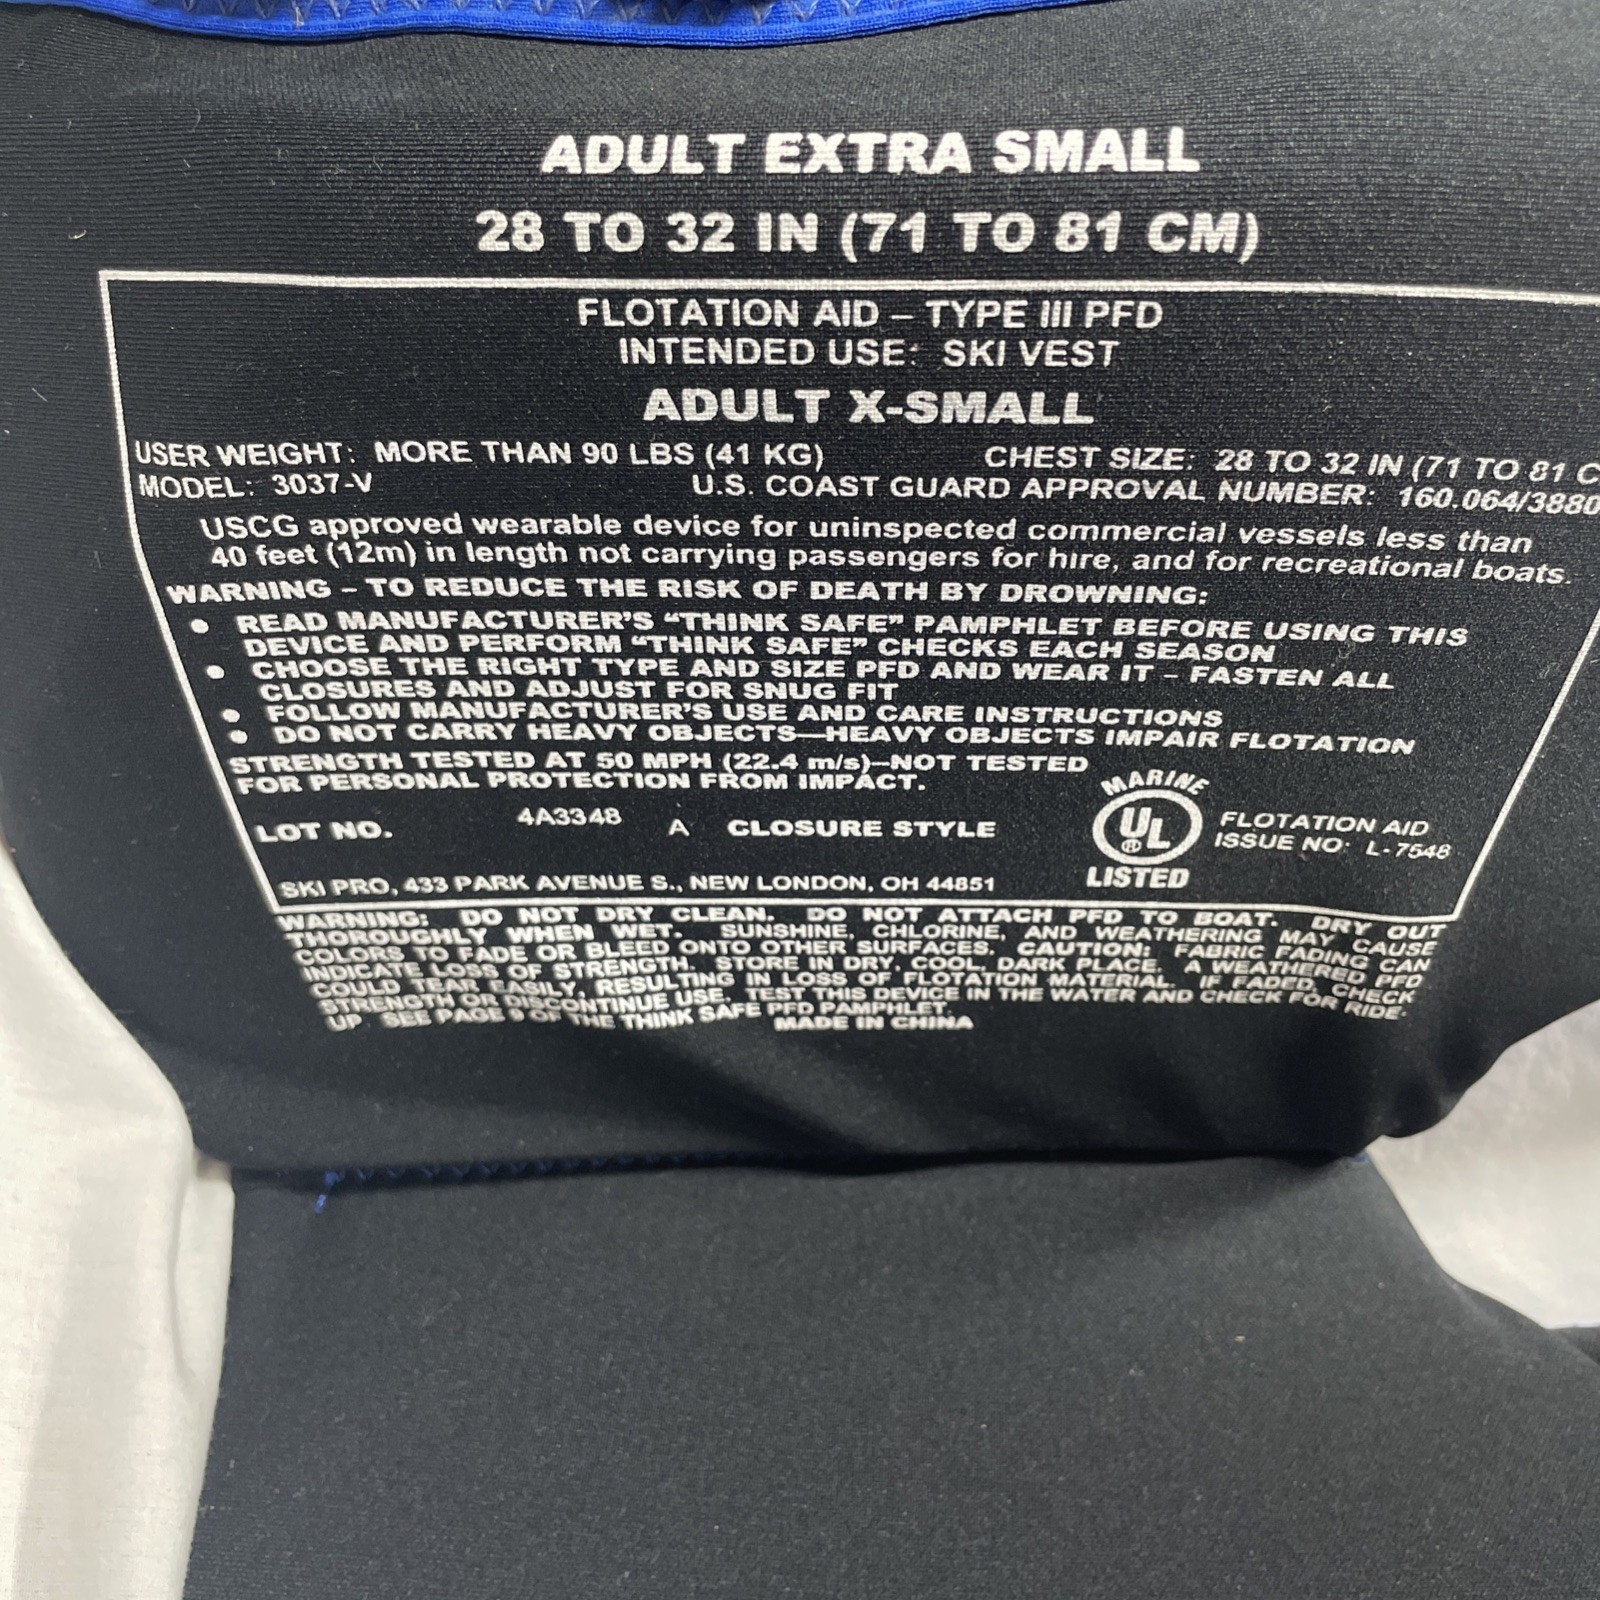 ADULT EXTRA SMALL
28 TO 32 IN (71 TO 81 CM)
FLOTATION AID – TYPE III PFD
INTENDED USE: SKI VEST
ADULT X-SMALL
USER WEIGHT: MORE THAN 90 LBS (41 KG) CHEST SIZE: 28 TO 32 IN (71 TO 81 C
MODEL: 3037-V U.S. COAST GUARD APPROVAL NUMBER: 160.064/3880
USCG approved wearable device for uninspected commercial vessels less than
40 feet (12m) in length not carrying passengers for hire, and for recreational boats.
WARNING – TO REDUCE THE RISK OF DEATH BY DROWNING:
• READ MANUFACTURER'S "THINK SAFE" PAMPHLET BEFORE USING THIS
DEVICE AND PERFORM "THINK SAFE" CHECKS EACH SEASON
• CHOOSE THE RIGHT TYPE AND SIZE PFD AND WEAR IT – FASTEN ALL
CLOSURES AND ADJUST FOR SNUG FIT
• FOLLOW MANUFACTURER'S USE AND CARE INSTRUCTIONS
• DO NOT CARRY HEAVY OBJECTS—HEAVY OBJECTS IMPAIR FLOTATION
STRENGTH TESTED AT 50 MPH (22.4 m/s)–NOT TESTED
FOR PERSONAL PROTECTION FROM IMPACT.
MARINE
LOT NO. 4A3348 A CLOSURE STYLE UL ® FLOTATION AID
ISSUE NO: L-7548
LISTED
SKI PRO, 433 PARK AVENUE S., NEW LONDON, OH 44851
WARNING: DO NOT DRY CLEAN. DO NOT ATTACH PFD TO BOAT. DRY OUT
THOROUGHLY WHEN WET. SUNSHINE, CHLORINE, AND WEATHERING MAY CAUSE
COLORS TO FADE OR BLEED ONTO OTHER SURFACES. CAUTION: FABRIC FADING CAN
INDICATE LOSS OF STRENGTH. STORE IN DRY, COOL, DARK PLACE. A WEATHERED PFD
COULD TEAR EASILY, RESULTING IN LOSS OF FLOTATION MATERIAL. IF FADED, CHECK
STRENGTH OR DISCONTINUE USE. TEST THIS DEVICE IN THE WATER AND CHECK FOR RIDE-
UP. SEE PAGE 9 OF THE THINK SAFE PFD PAMPHLET.
MADE IN CHINA